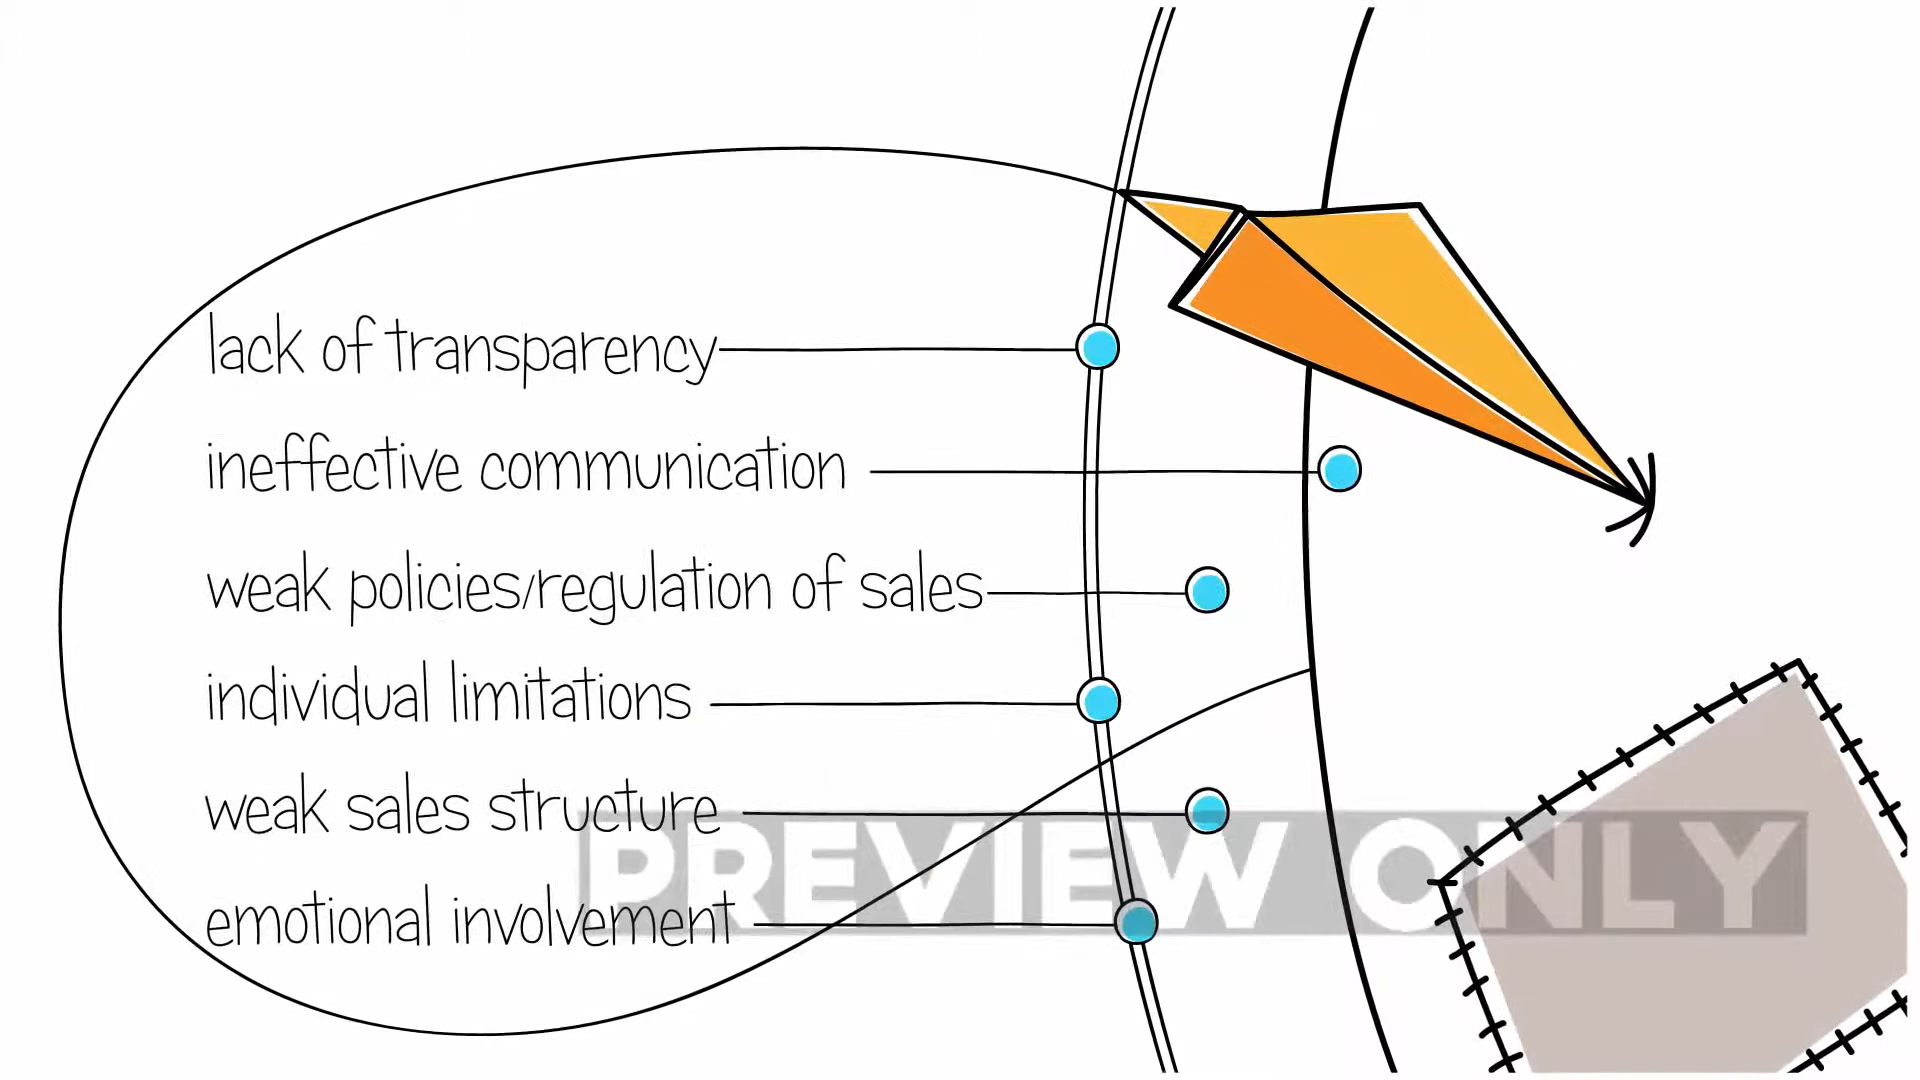 lack of transparency
ineffective communication
weak policies/regulation of sales
individual limitations
weak sales structure
emotional involvement
PREVIEW ONLY